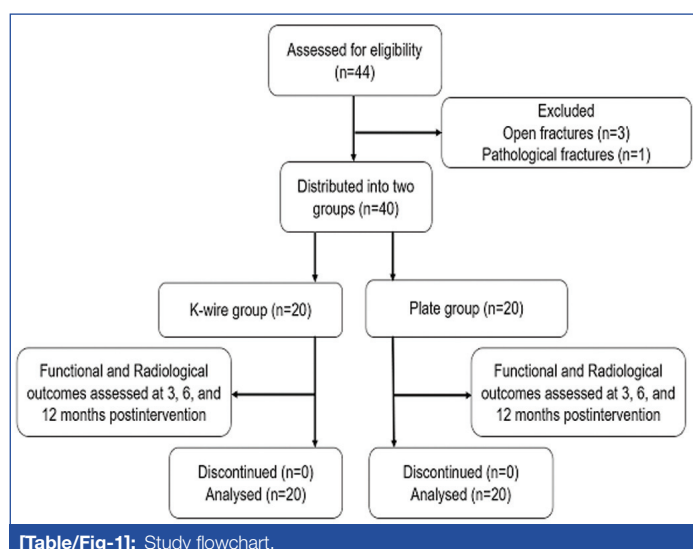 Assessed for eligibility
(n=44)
Excluded
Open fractures (n=3)
Pathological fractures (n=1)
Distributed into two
groups (n=40)
K-wire group (n=20)
Plate group (n=20)
Functional and Radiological
outcomes assessed at 3, 6, and
12 months postintervention
Functional and Radiological
outcomes assessed at 3, 6, and
12 months postintervention
Discontinued (n=0)
Analysed (n=20)
Discontinued (n=0)
Analysed (n=20)
[Table/Fig-1]: Study flowchart.